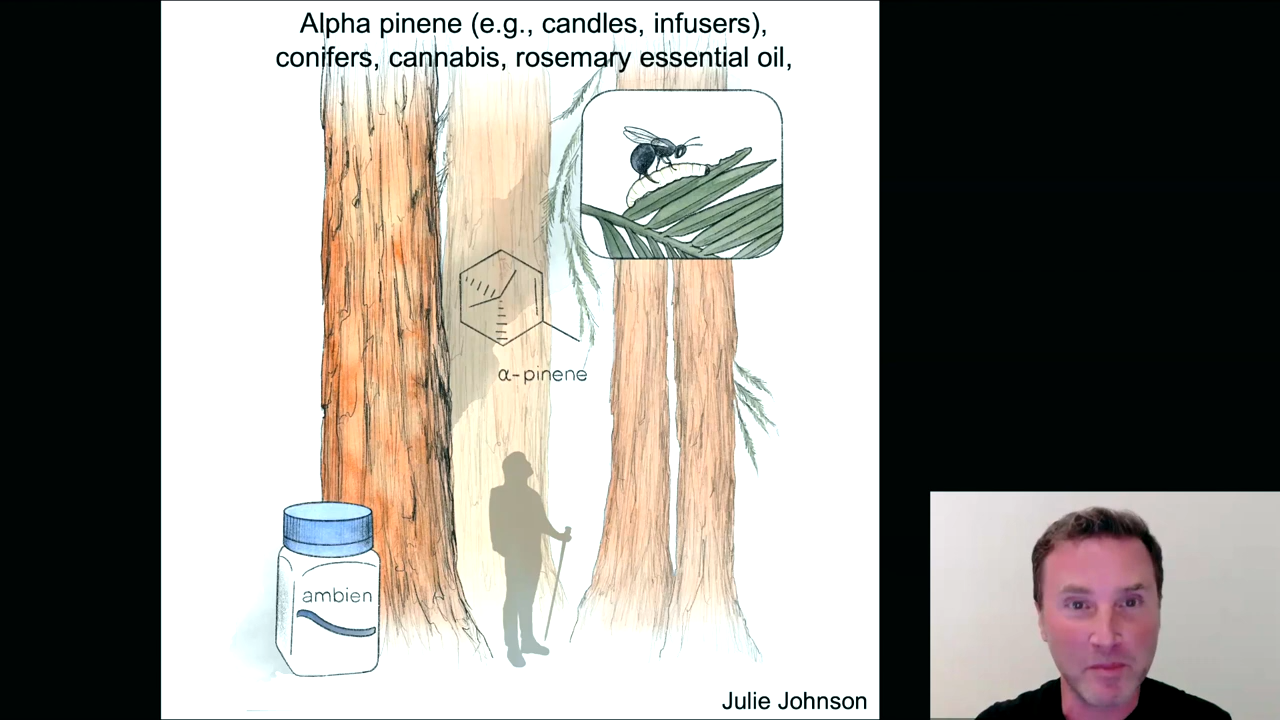 Alpha pinene (e.g., candles, infusers),
conifers, cannabis, rosemary essential oil,
α-pinene
ambien
Julie Johnson